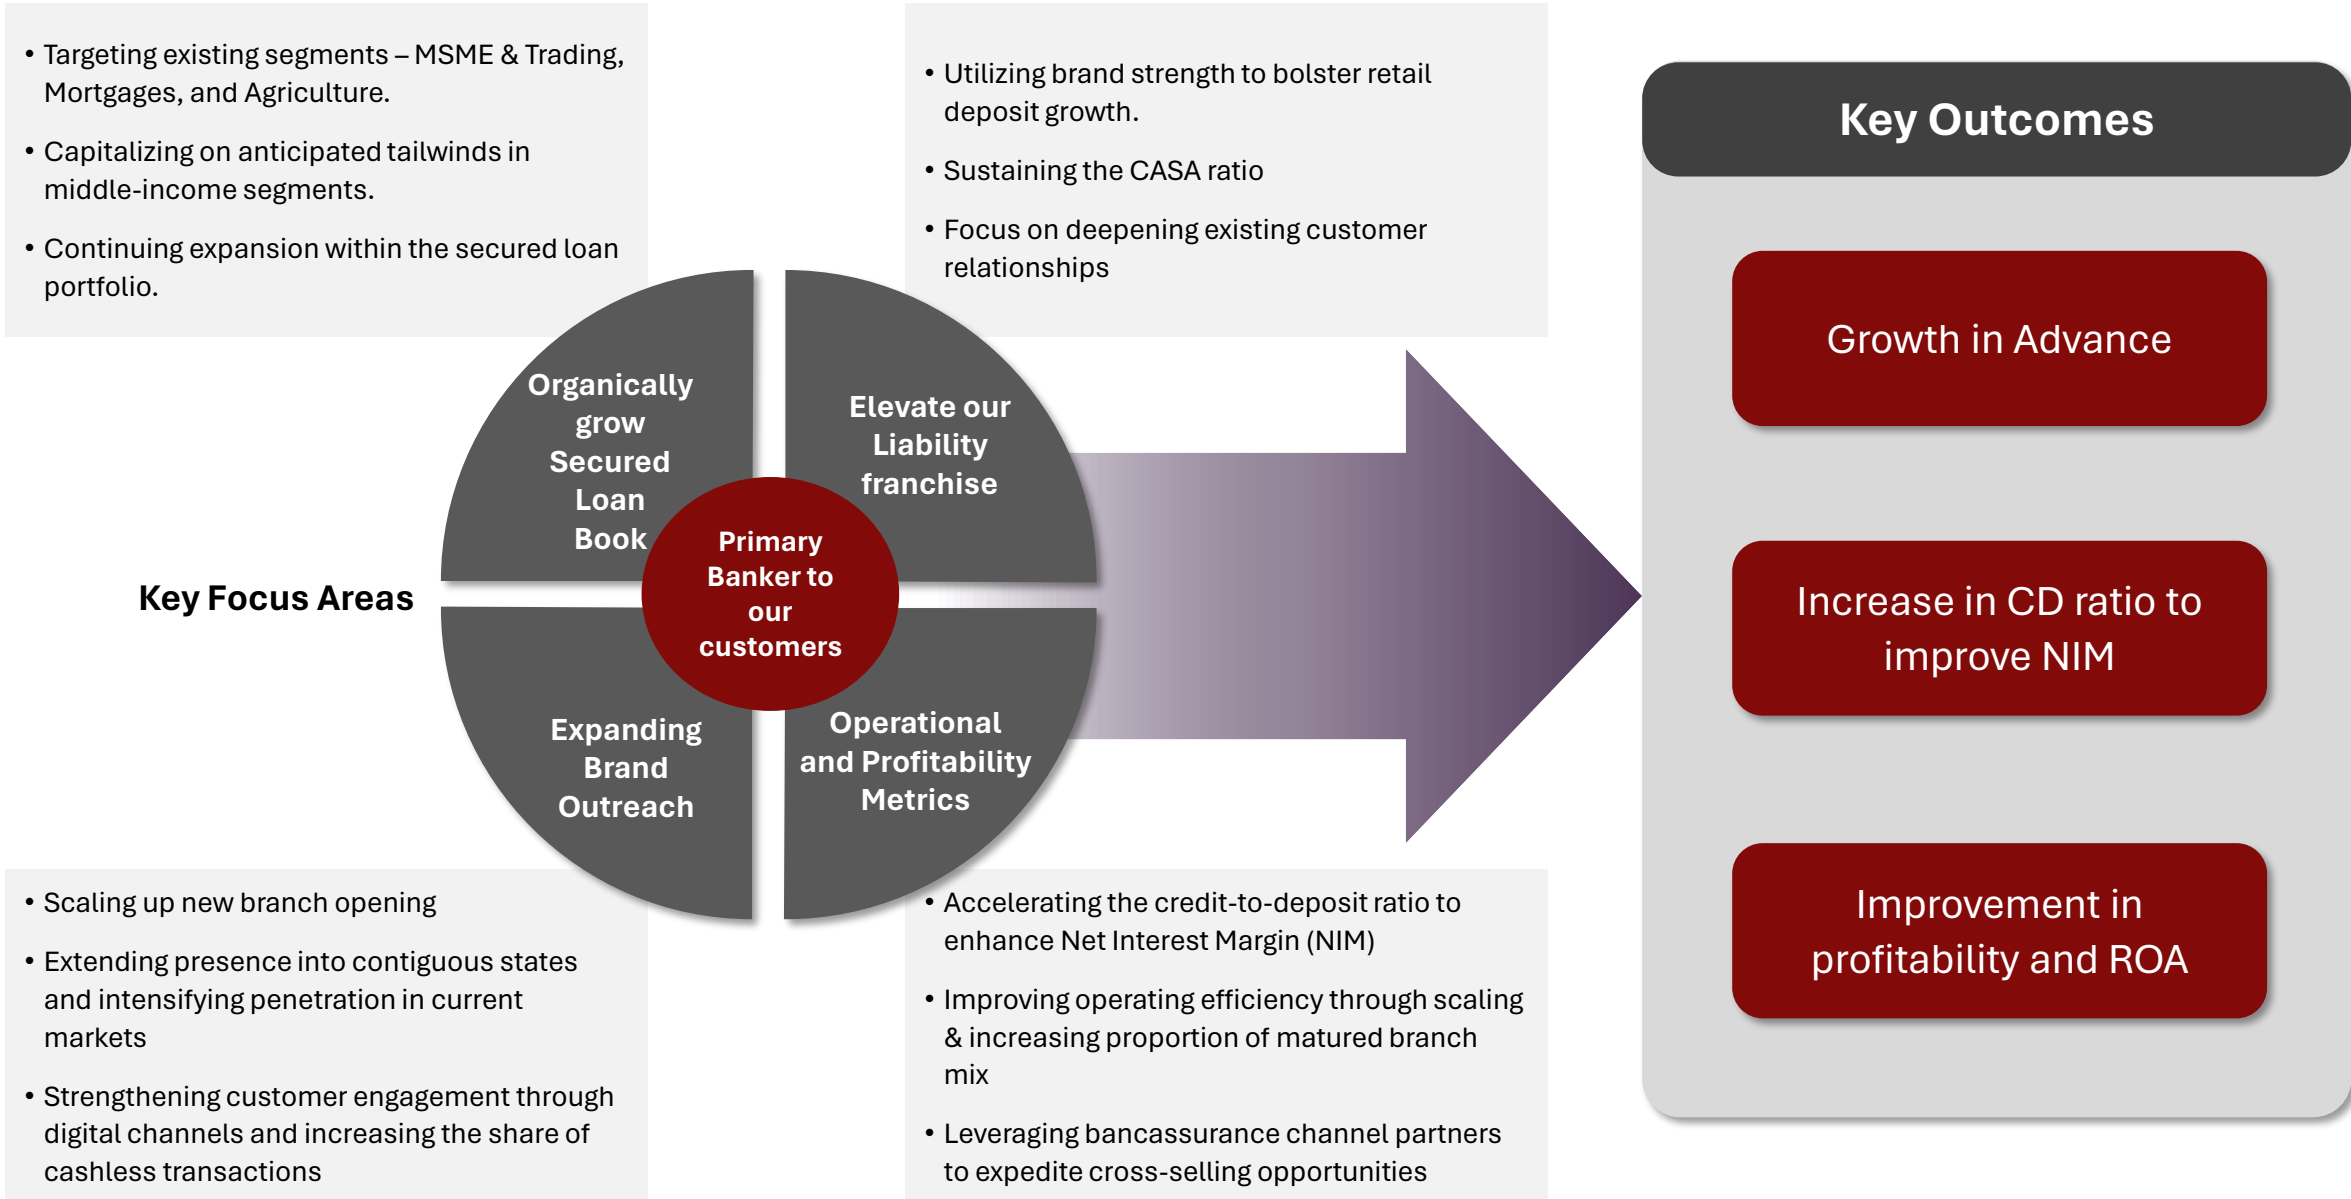 • Targeting existing segments – MSME & Trading,
Mortgages, and Agriculture.
• Capitalizing on anticipated tailwinds in
middle-income segments.
• Continuing expansion within the secured loan
portfolio.
• Utilizing brand strength to bolster retail
deposit growth.
• Sustaining the CASA ratio
• Focus on deepening existing customer
relationships
Key Focus Areas
Organically
grow
Secured
Loan
Book
Elevate our
Liability
franchise
Primary
Banker to
our
customers
Expanding
Brand
Outreach
Operational
and Profitability
Metrics
• Scaling up new branch opening
• Extending presence into contiguous states
and intensifying penetration in current
markets
• Strengthening customer engagement through
digital channels and increasing the share of
cashless transactions
• Accelerating the credit-to-deposit ratio to
enhance Net Interest Margin (NIM)
• Improving operating efficiency through scaling
& increasing proportion of matured branch
mix
• Leveraging bancassurance channel partners
to expedite cross-selling opportunities
Key Outcomes
Growth in Advance
Increase in CD ratio to
improve NIM
Improvement in
profitability and ROA